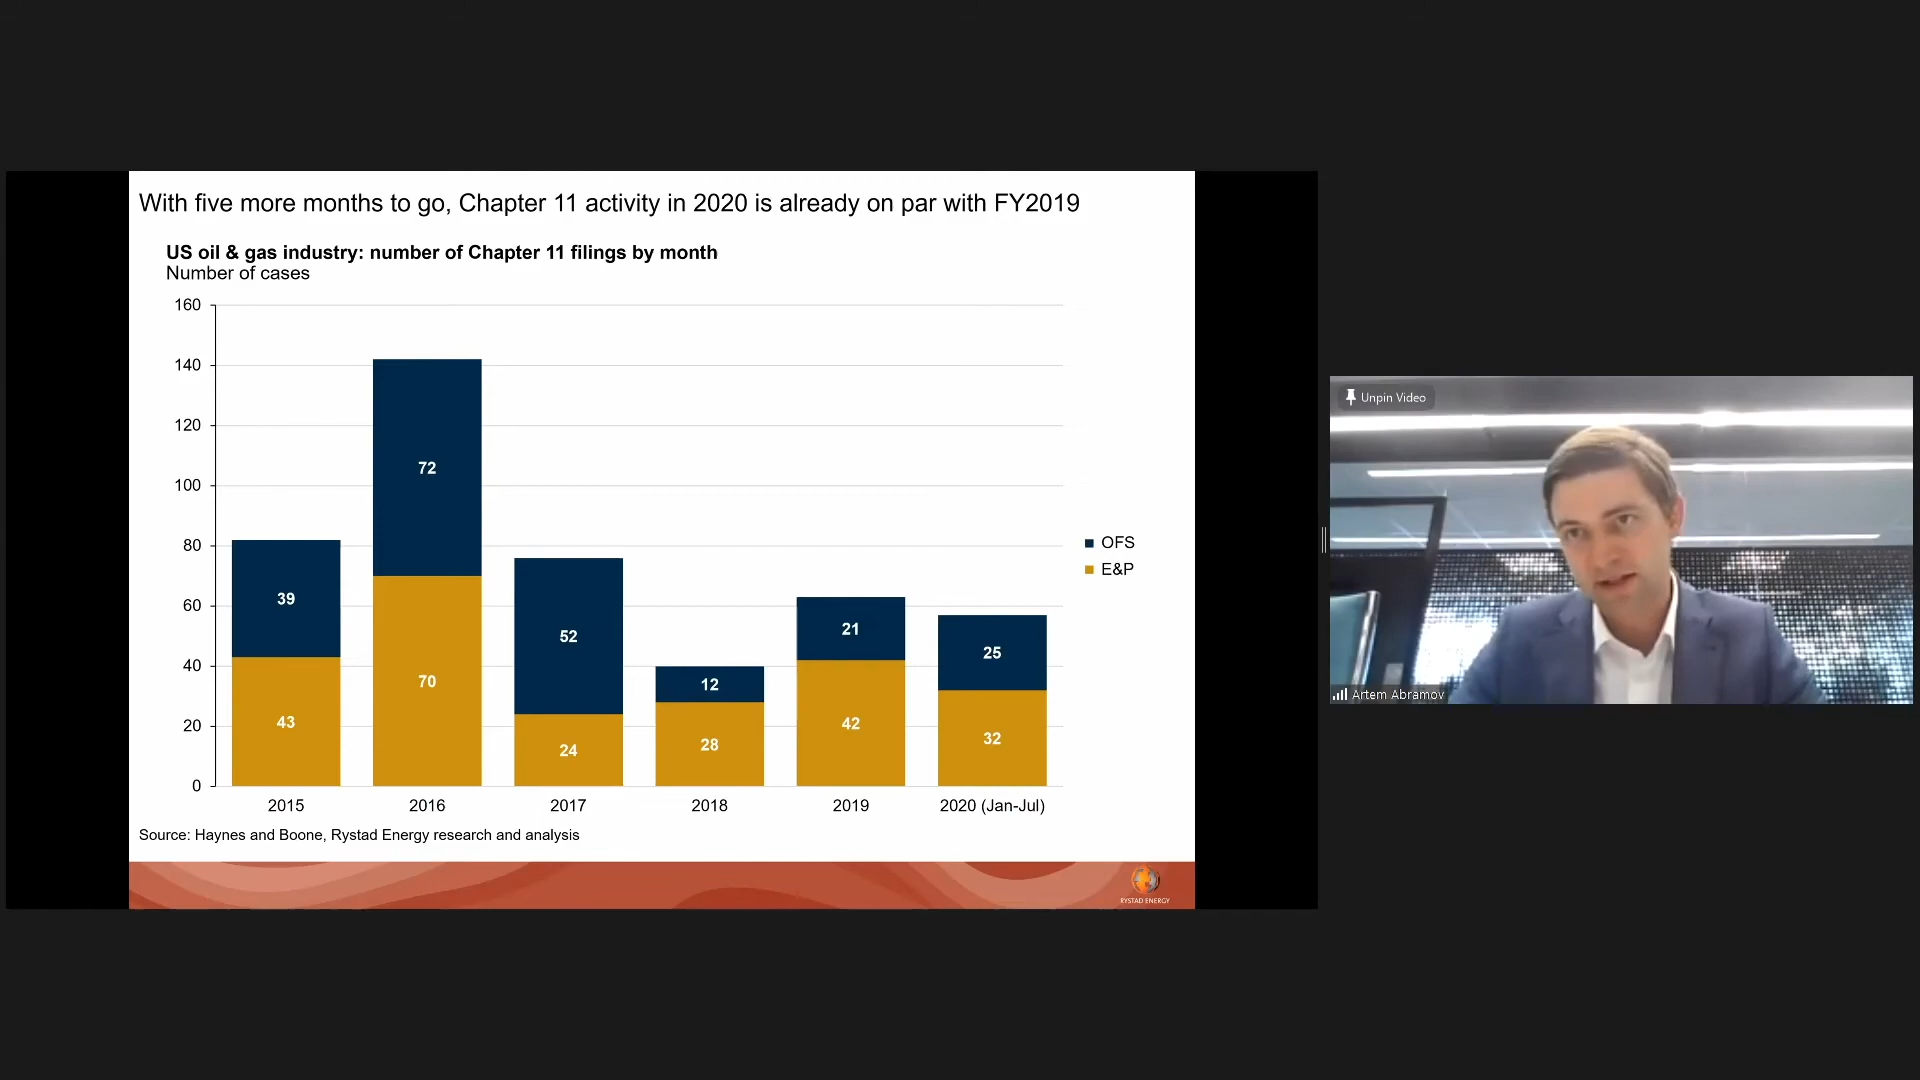 With five more months to go, Chapter 11 activity in 2020 is already on par with FY2019
US oil & gas industry: number of Chapter 11 filings by month
Number of cases
160
140
120
100
80
60
40
20
0
39
43
72
70
52
24
12
28
21
42
25
32
OFS
E&P
2015
2016
2017
2018
2019
2020 (Jan-Jul)
Source: Haynes and Boone, Rystad Energy research and analysis
RYSTAD ENERGY
Unpin Video
Artem Abramov